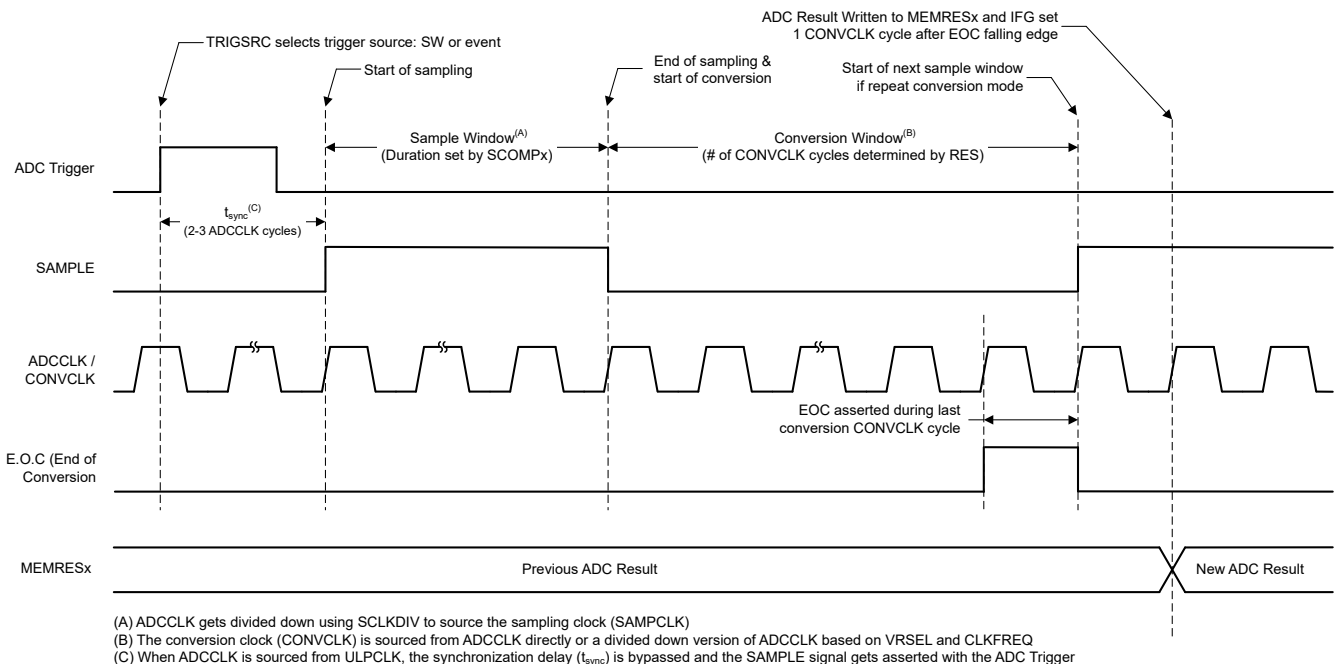 ADC Result Written to MEMRESx and IFG set
1 CONVCLK cycle after EOC falling edge
TRIGSRC selects trigger source: SW or event
Start of sampling
End of sampling &
start of conversion
Start of next sample window
if repeat conversion mode
Sample Window(A)
(Duration set by SCOMPx)
Conversion Window(B)
(# of CONVCLK cycles determined by RES)
ADC Trigger
tsync(C)
(2-3 ADCCLK cycles)
SAMPLE
ADCCLK /
CONVCLK
EOC asserted during last
conversion CONVCLK cycle
E.O.C (End of
Conversion
MEMRESx
Previous ADC Result
New ADC Result
(A) ADCCLK gets divided down using SCLKDIV to source the sampling clock (SAMPCLK)
(B) The conversion clock (CONVCLK) is sourced from ADCCLK directly or a divided down version of ADCCLK based on VRSEL and CLKFREQ
(C) When ADCCLK is sourced from ULPCLK, the synchronization delay (tsync) is bypassed and the SAMPLE signal gets asserted with the ADC Trigger